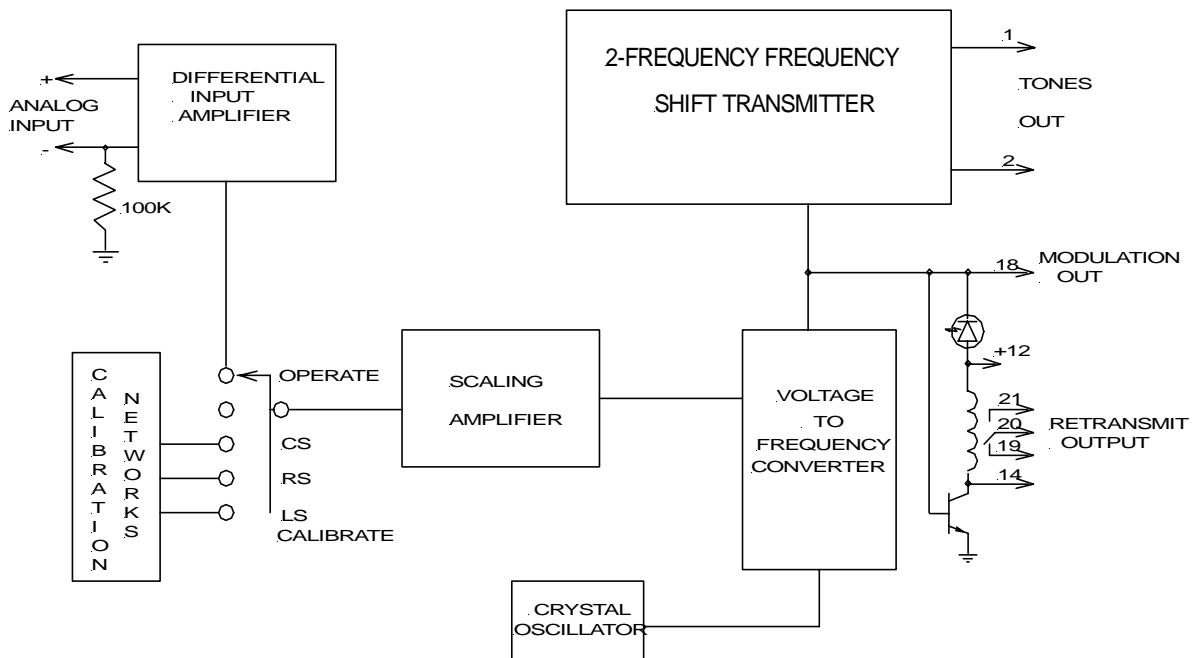 DIFFERENTIAL
INPUT
AMPLIFIER
+
ANALOG
INPUT
-
100K
2-FREQUENCY FREQUENCY
SHIFT TRANSMITTER
1
TONES
OUT
2
18
MODULATION
OUT
+12
21
20
19
14
RETRANSMIT
OUTPUT
CALIBRATION
NETWORKS
OPERATE
CS
RS
LS
CALIBRATE
SCALING
AMPLIFIER
VOLTAGE
TO
FREQUENCY
CONVERTER
CRYSTAL
OSCILLATOR